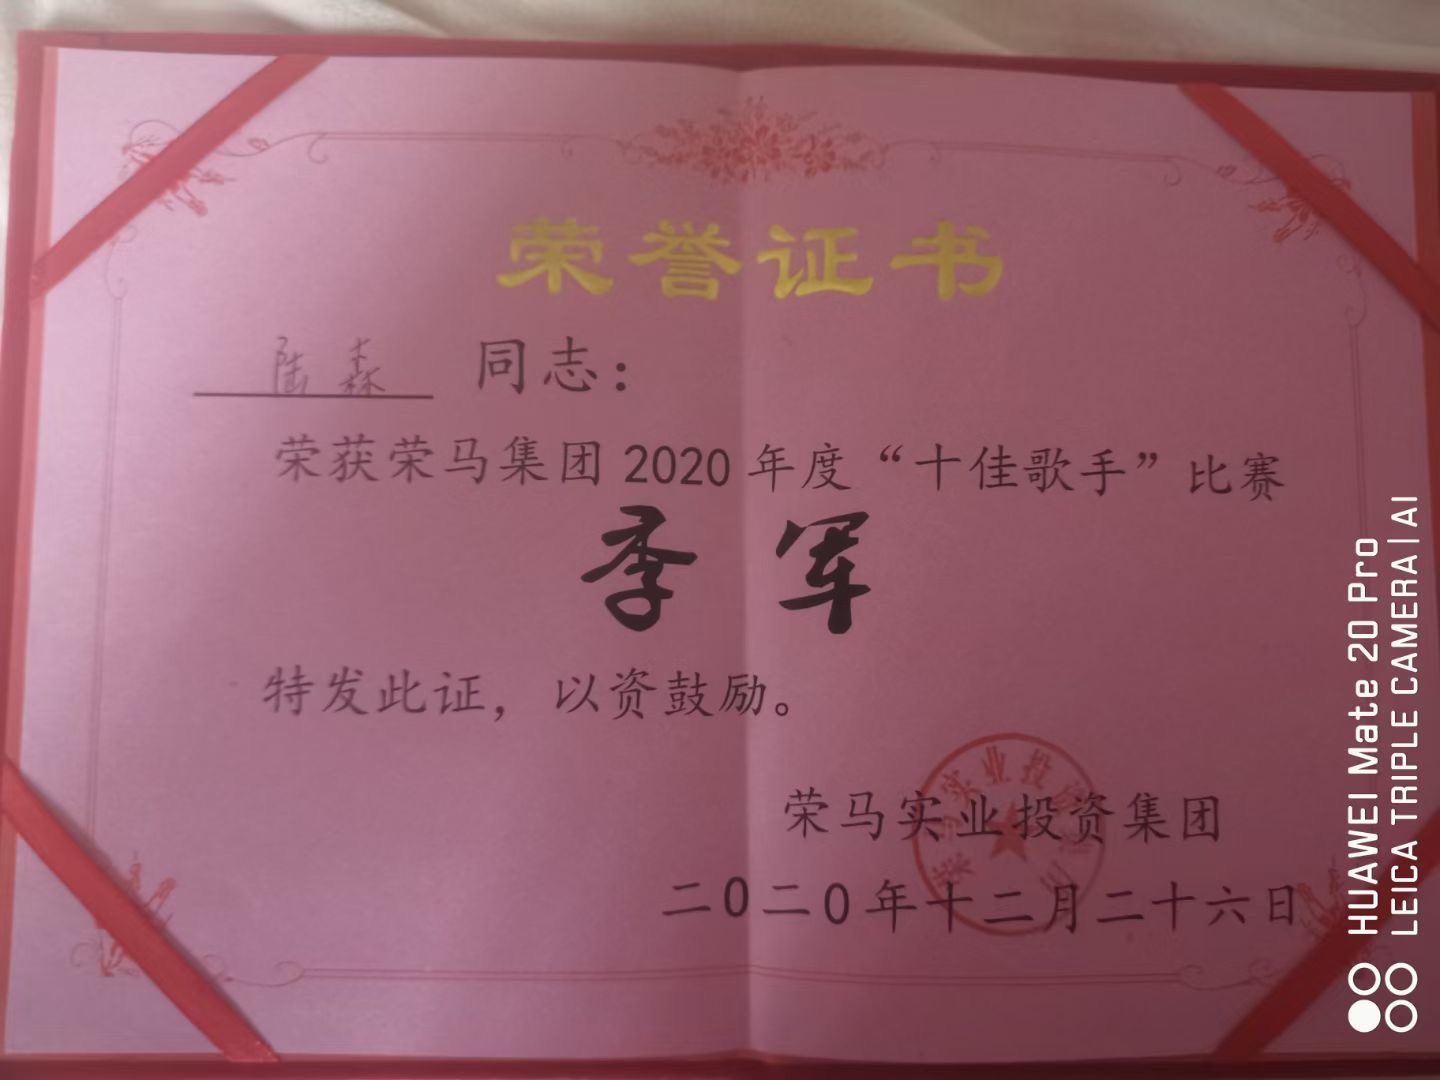 荣誉证书
陆森 同志：
荣获荣马集团2020年度“十佳歌手”比赛
季军
特发此证，以资鼓励。
荣马实业投资集团
二0二0年十二月二十六日
HUAWEI Mate 20 Pro
LEICA TRIPLE CAMERA | AI